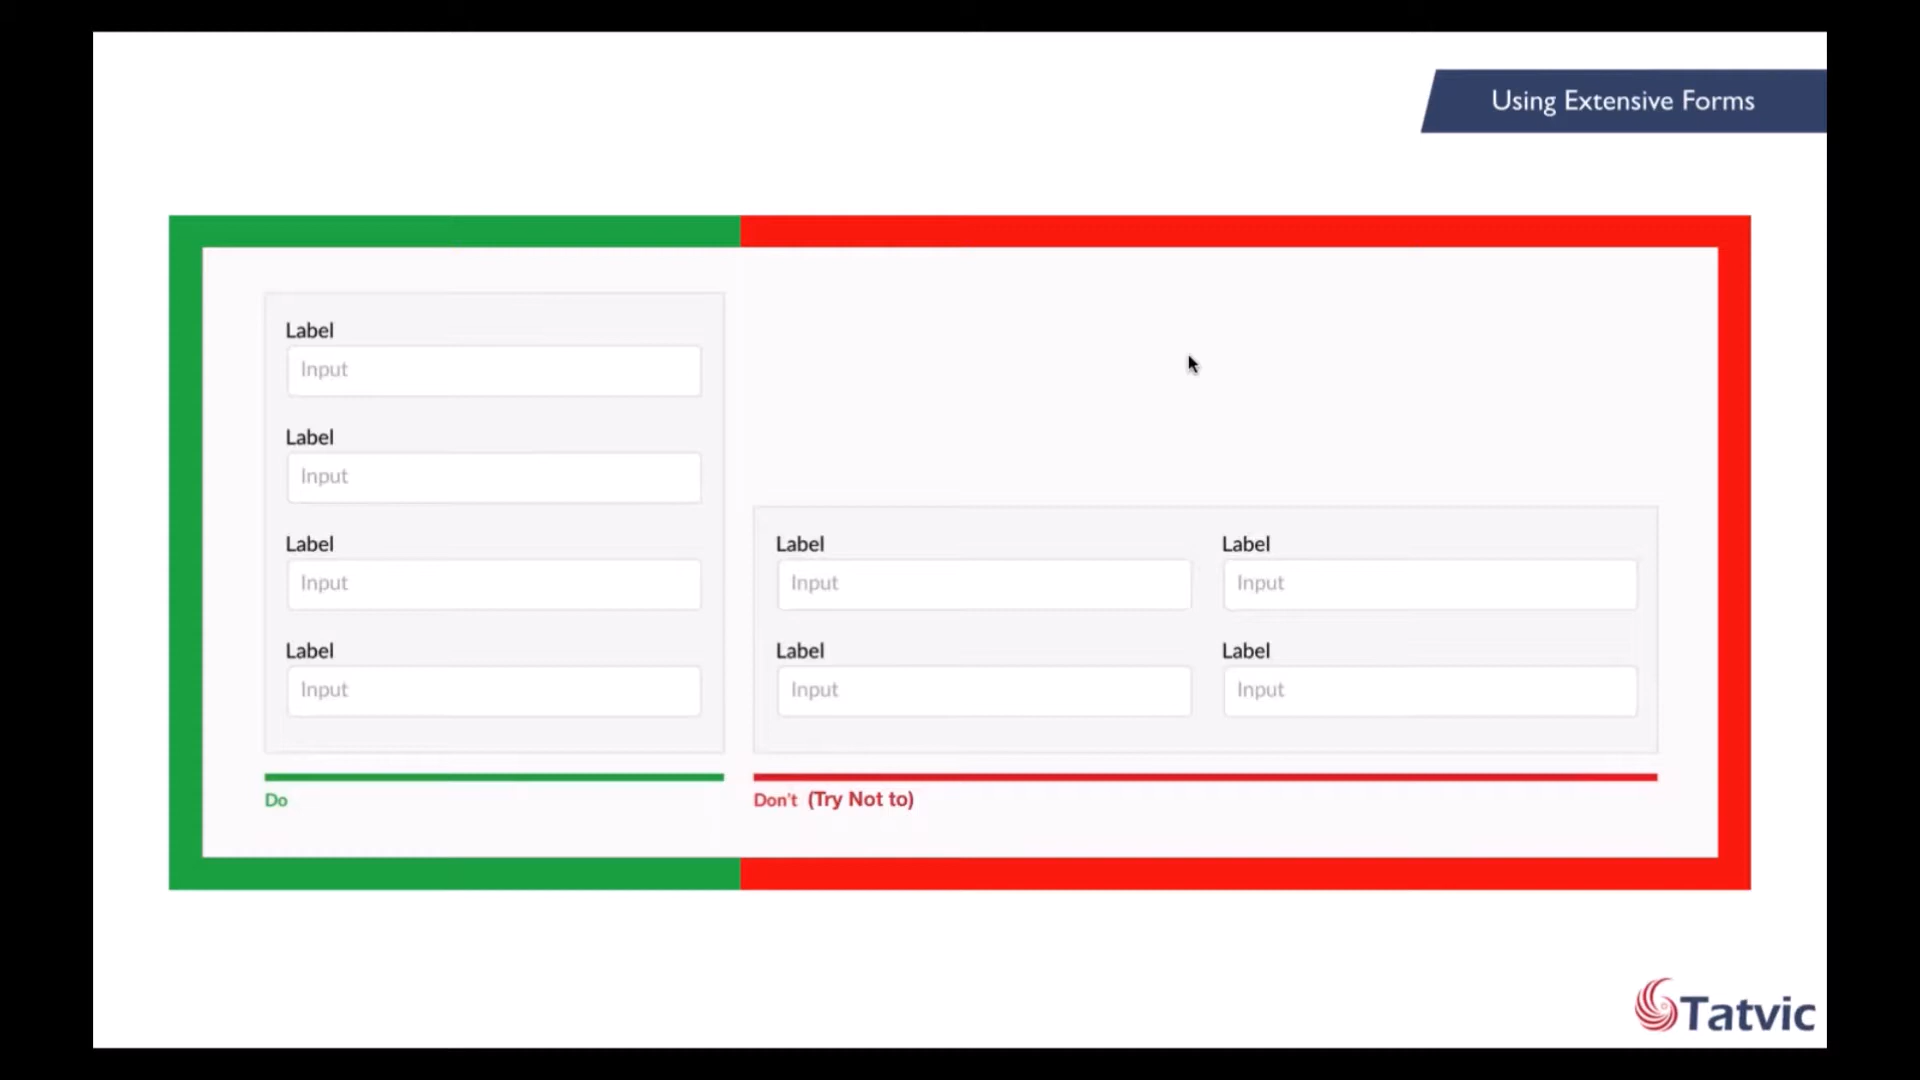 Using Extensive Forms
Label
Input
Label
Input
Label
Input
Label
Input
Do
Label
Label
Input
Input
Label
Label
Input
Input
Don't (Try Not to)
Tatvic